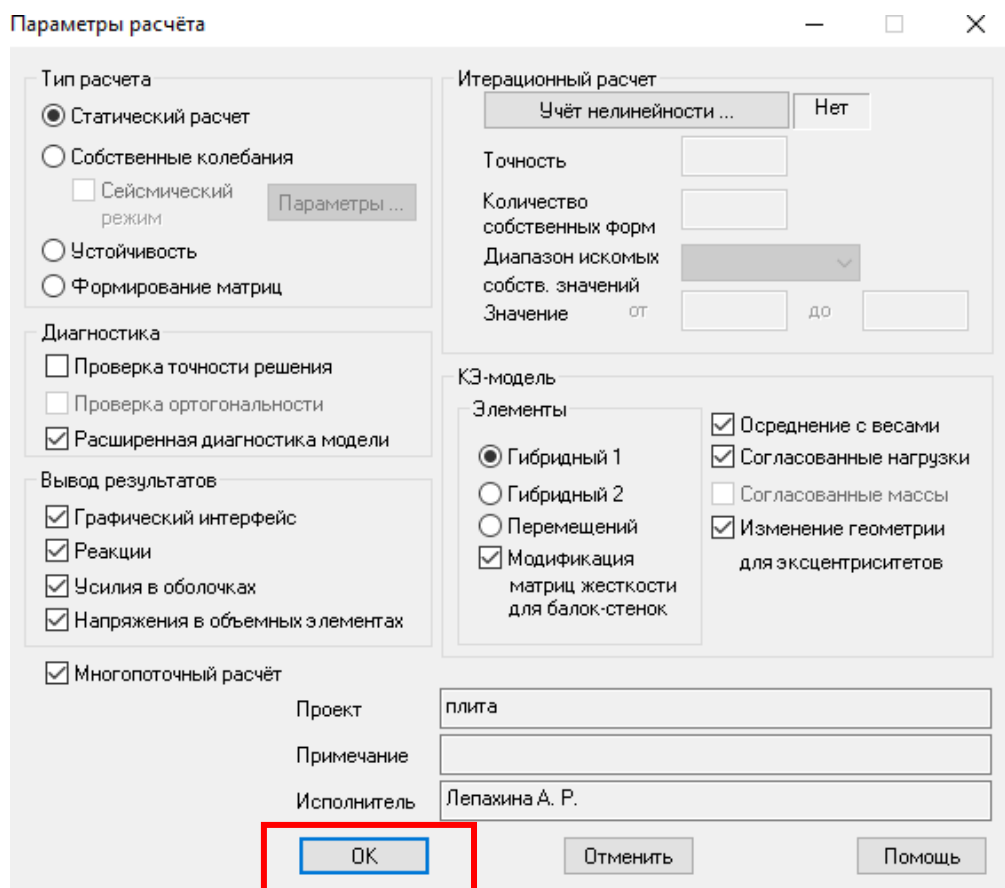 Параметры расчёта
Тип расчета
Статический расчет
Собственные колебания
Сейсмический
режим
Параметры ...
Устойчивость
Формирование матриц
Диагностика
Проверка точности решения
Проверка ортогональности
Расширенная диагностика модели
Вывод результатов
Графический интерфейс
Реакции
Усилия в оболочках
Напряжения в объемных элементах
Многопоточный расчёт
Итерационный расчет
Учёт нелинейности ... Нет
Точность
Количество
собственных форм
Диапазон искомых
собств. значений
Значение от до
КЭ-модель
Элементы
Гибридный 1
Гибридный 2
Перемещений
Модификация
матриц жесткости
для балок-стенок
Осреднение с весами
Согласованные нагрузки
Согласованные массы
Изменение геометрии
для эксцентриситетов
Проект плита
Примечание
Исполнитель Лепахина А. Р.
ОК Отменить Помощь